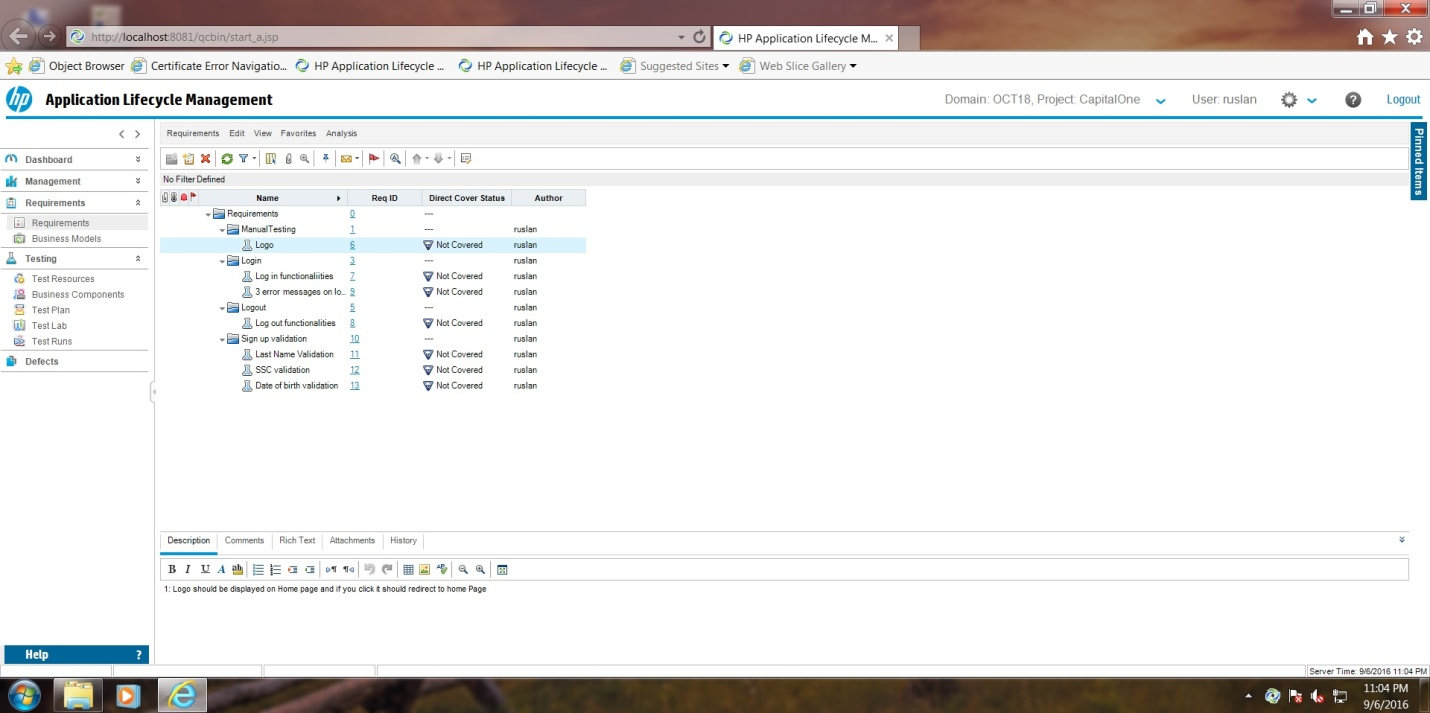 http://localhost:8081/qcbin/start_a.jsp
HP Application Lifecycle M...
Object Browser Certificate Error Navigatio... HP Application Lifecycle ... HP Application Lifecycle ... Suggested Sites Web Slice Gallery
hp Application Lifecycle Management
Domain: OCT18, Project: CapitalOne User: ruslan ? Logout
Pinned Items
Dashboard
Management
Requirements
Requirements
Business Models
Testing
Test Resources
Business Components
Test Plan
Test Lab
Test Runs
Defects
Help ?
Requirements Edit View Favorites Analysis
No Filter Defined
Name Req ID Direct Cover Status Author
Requirements 0 ---
ManualTesting 1 --- ruslan
Logo 6 Not Covered ruslan
Login 3 --- ruslan
Log in functionaliities 7 Not Covered ruslan
3 error messages on lo... 9 Not Covered ruslan
Logout 5 --- ruslan
Log out functionalities 8 Not Covered ruslan
Sign up validation 10 --- ruslan
Last Name Validation 11 Not Covered ruslan
SSC validation 12 Not Covered ruslan
Date of birth validation 13 Not Covered ruslan
Description Comments Rich Text Attachments History
B I U A ab
1: Logo should be displayed on Home page and if you click it should redirect to home Page
Server Time: 9/6/2016 11:04 PM
11:04 PM
9/6/2016